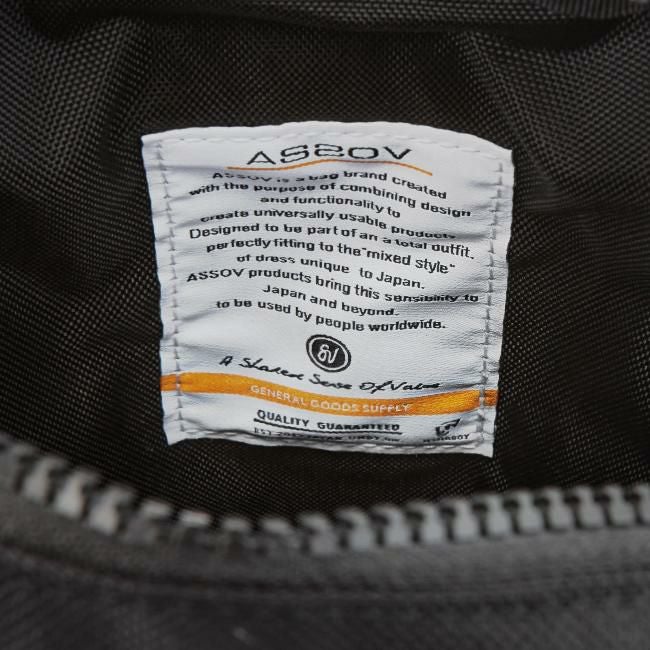 ASSOV
ASSOV is a bag brand created
with the purpose of combining design
and functionality to
create universally usable products
Designed to be part of an a total outfit.
perfectly fitting to the "mixed style"
of dress unique to Japan.
ASSOV products bring this sensibility to
Japan and beyond.
to be used by people worldwide.
A Shared Sense Of Value
GENERAL GOODS SUPPLY
QUALITY GUARANTEED